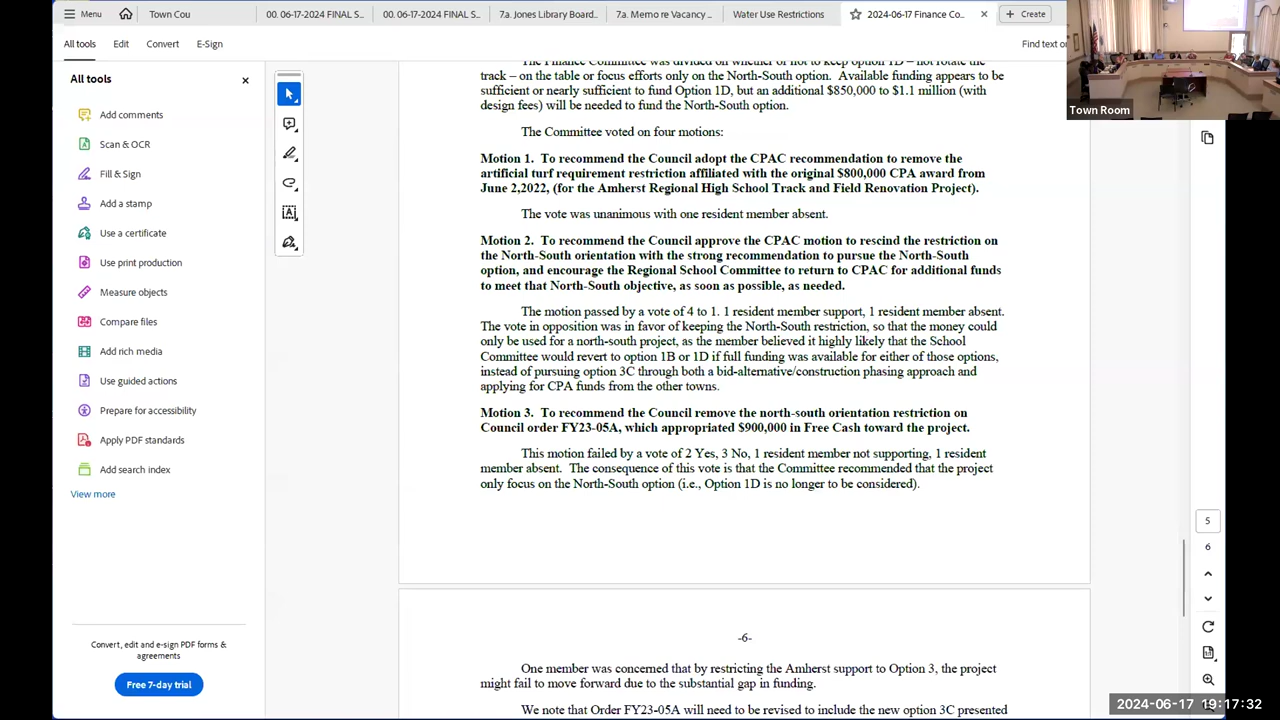 Menu
Town Cou
00. 06-17-2024 FINAL S...
00. 06-17-2024 FINAL S...
7a. Jones Library Board..
7a. Memo re Vacancy ...
Water Use Restrictions
2024-06-17 Finance Co...
Create
All tools
Edit
Convert
E-Sign
Find text or
All tools
Add comments
Scan & OCR
Fill & Sign
Add a stamp
Use a certificate
Use print production
Measure objects
Compare files
Add rich media
Use guided actions
Prepare for accessibility
Apply PDF standards
Add search index
View more
Convert, edit and e-sign PDF forms &
agreements
Free 7-day trial
The Finance Committee was divided on whether or not to keep option 1D – not rotate the
track – on the table or focus efforts only on the North-South option. Available funding appears to be
sufficient or nearly sufficient to fund Option 1D, but an additional $850,000 to $1.1 million (with
design fees) will be needed to fund the North-South option.
The Committee voted on four motions:
Motion 1. To recommend the Council adopt the CPAC recommendation to remove the
artificial turf requirement restriction affiliated with the original $800,000 CPA award from
June 2,2022, (for the Amherst Regional High School Track and Field Renovation Project).
The vote was unanimous with one resident member absent.
Motion 2. To recommend the Council approve the CPAC motion to rescind the restriction on
the North-South orientation with the strong recommendation to pursue the North-South
option, and encourage the Regional School Committee to return to CPAC for additional funds
to meet that North-South objective, as soon as possible, as needed.
The motion passed by a vote of 4 to 1. 1 resident member support, 1 resident member absent.
The vote in opposition was in favor of keeping the North-South restriction, so that the money could
only be used for a north-south project, as the member believed it highly likely that the School
Committee would revert to option 1B or 1D if full funding was available for either of those options,
instead of pursuing option 3C through both a bid-alternative/construction phasing approach and
applying for CPA funds from the other towns.
Motion 3. To recommend the Council remove the north-south orientation restriction on
Council order FY23-05A, which appropriated $900,000 in Free Cash toward the project.
This motion failed by a vote of 2 Yes, 3 No, 1 resident member not supporting, 1 resident
member absent. The consequence of this vote is that the Committee recommended that the project
only focus on the North-South option (i.e., Option 1D is no longer to be considered).
-6-
One member was concerned that by restricting the Amherst support to Option 3, the project
might fail to move forward due to the substantial gap in funding.
We note that Order FY23-05A will need to be revised to include the new option 3C presented
Town Room
5
6
2024-06-17 19:17:32